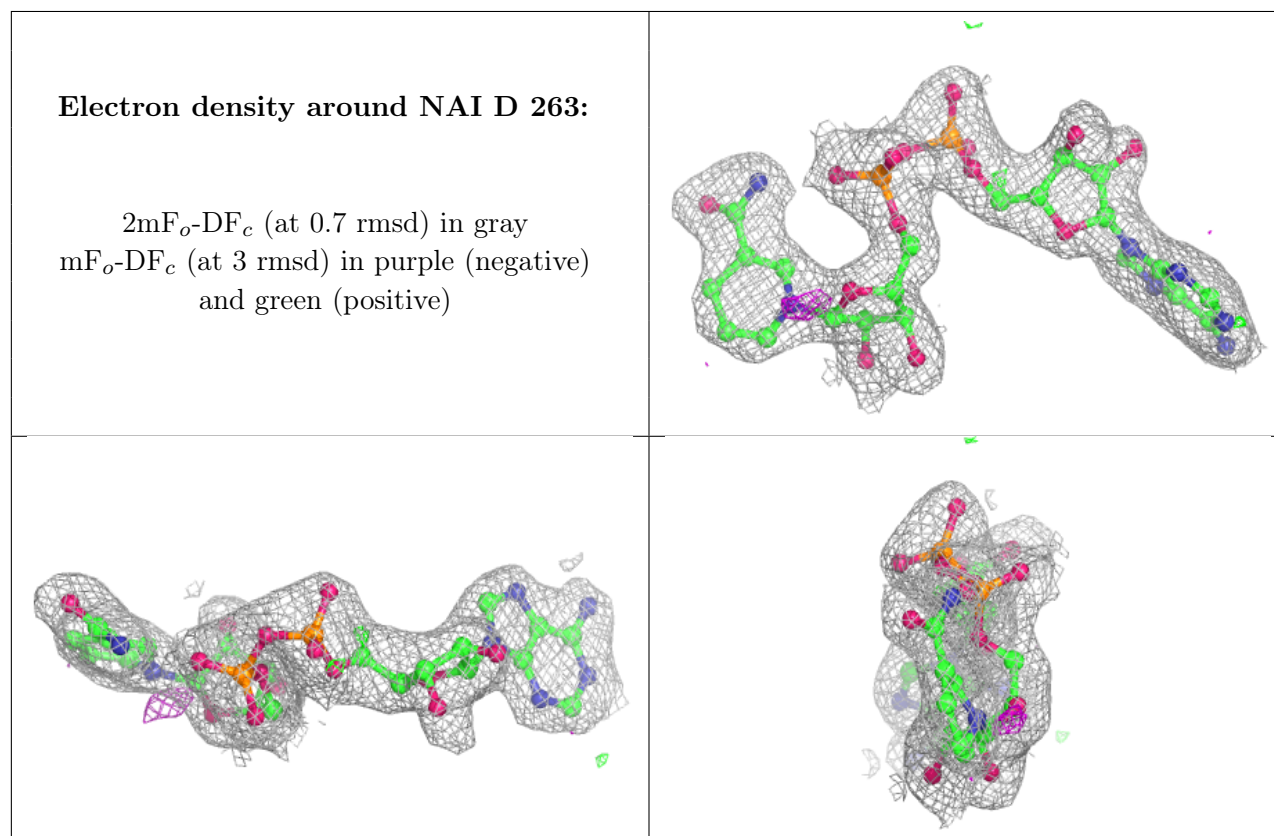 Electron density around NAI D 263:
2mFo-DFc (at 0.7 rmsd) in gray
mFo-DFc (at 3 rmsd) in purple (negative)
and green (positive)